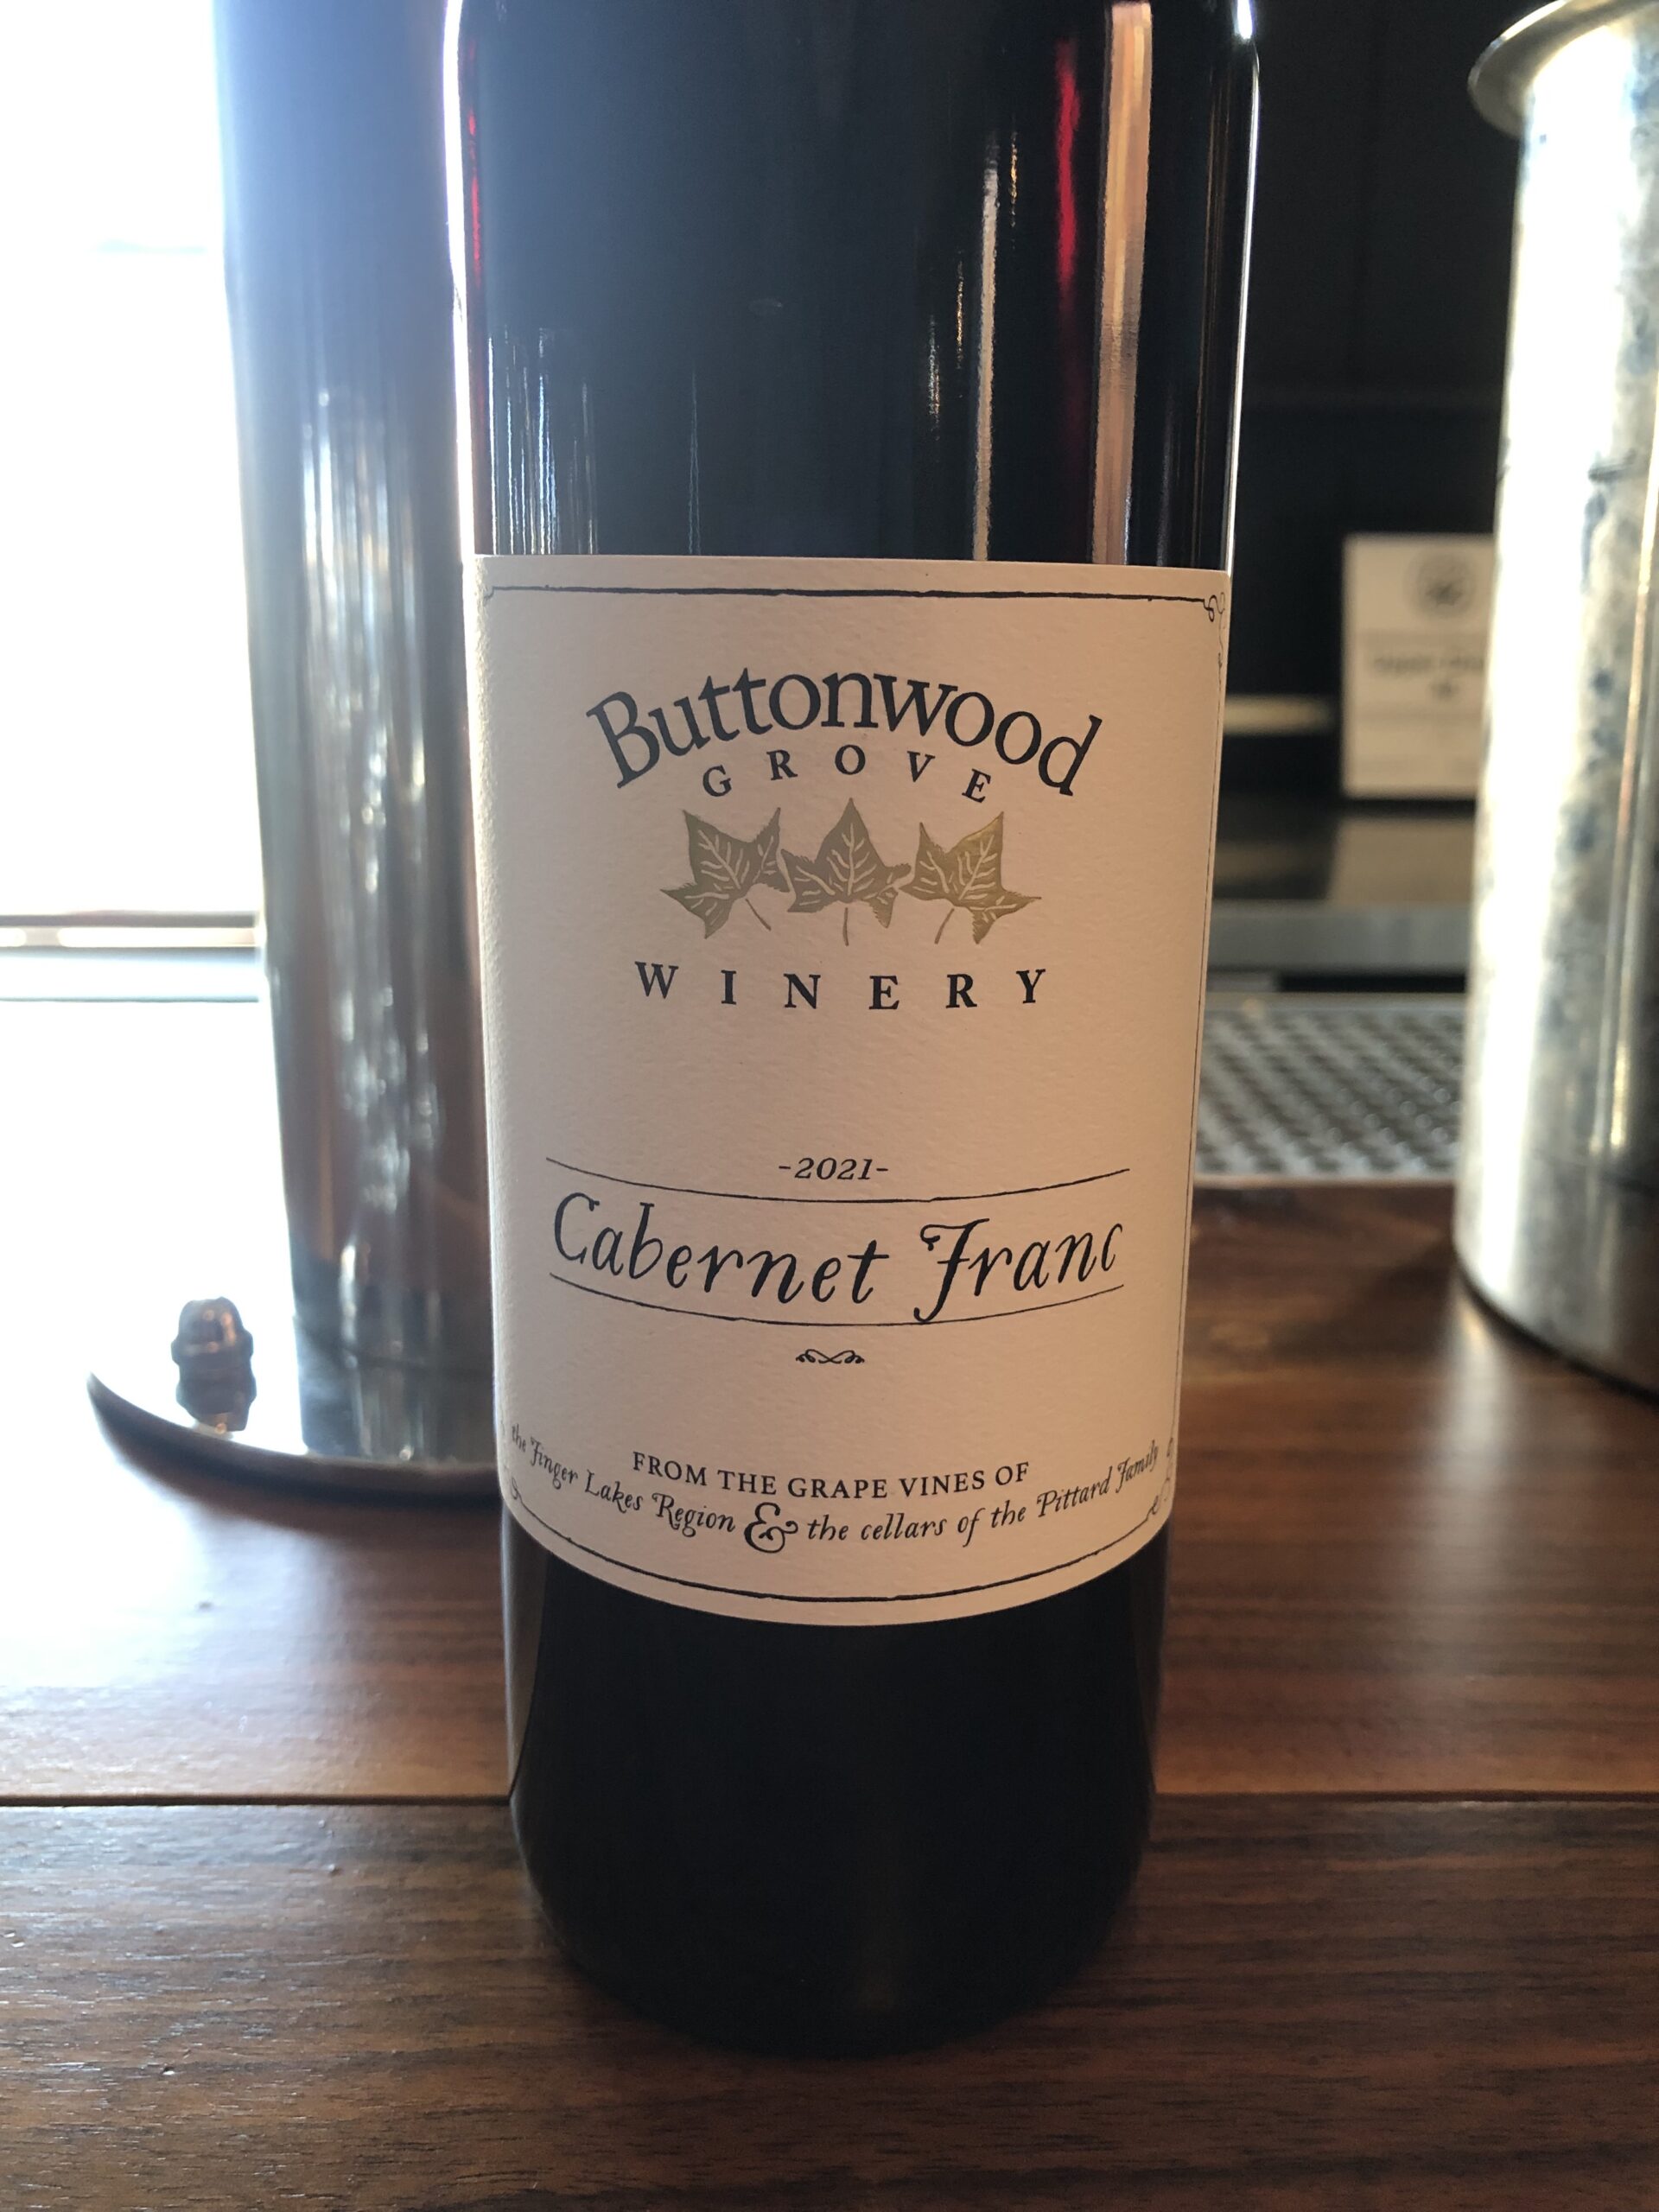 Buttonwood
GROVE
WINERY
-2021-
Cabernet Franc
FROM THE GRAPE VINES OF
the Finger Lakes Region & the cellars of the Pittard Family